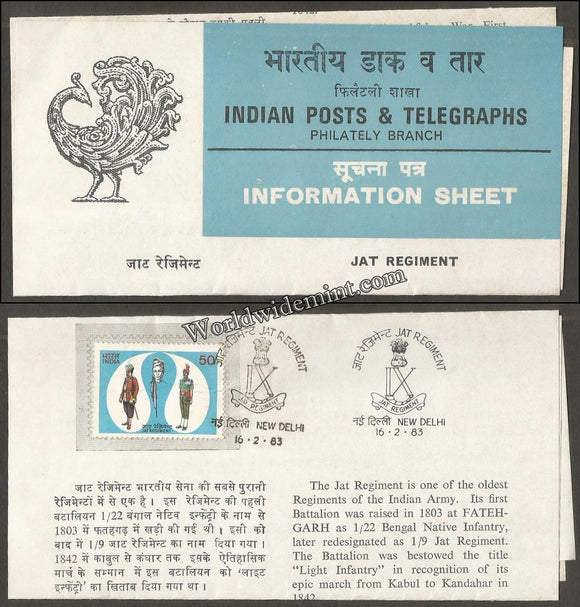 भारतीय डाक व तार
फिलैटली शाखा
INDIAN POSTS & TELEGRAPHS
PHILATELY BRANCH
सूचना पत्र
INFORMATION SHEET
जाट रेजिमेन्ट
JAT REGIMENT
Worldwidemint.com
भारत
INDIA
50
जाट रेजिमेन्ट
JAT REGIMENT
जाट रेजिमेन्ट JAT REGIMENT
JAT REGIMENT
नई दिल्ली NEW DELHI
16.2.83
जाट रेजिमेन्ट JAT REGIMENT
JAT REGIMENT
नई दिल्ली NEW DELHI
16.2.83
जाट रेजिमेंट भारतीय सेना की सबसे पुरानी
रेजिमेंटों में से एक है। इस रेजिमेंट की पहली
बटालियन 1/22 बंगाल नेटिव इन्फेंट्री के नाम से
1803 में फतहगढ़ में खड़ी की गई थी। इसी को
बाद में 1/9 जाट रेजिमेंट का नाम दिया गया।
1842 में काबुल से कंधार तक इसके ऐतिहासिक
मार्च के सम्मान में इस बटालियन को 'लाइट
इन्फेंट्री' का खिताब दिया गया था।
The Jat Regiment is one of the oldest
Regiments of the Indian Army. Its first
Battalion was raised in 1803 at FATEH-
GARH as 1/22 Bengal Native Infantry,
later redesignated as 1/9 Jat Regiment.
The Battalion was bestowed the title
"Light Infantry" in recognition of its
epic march from Kabul to Kandahar in
1842.